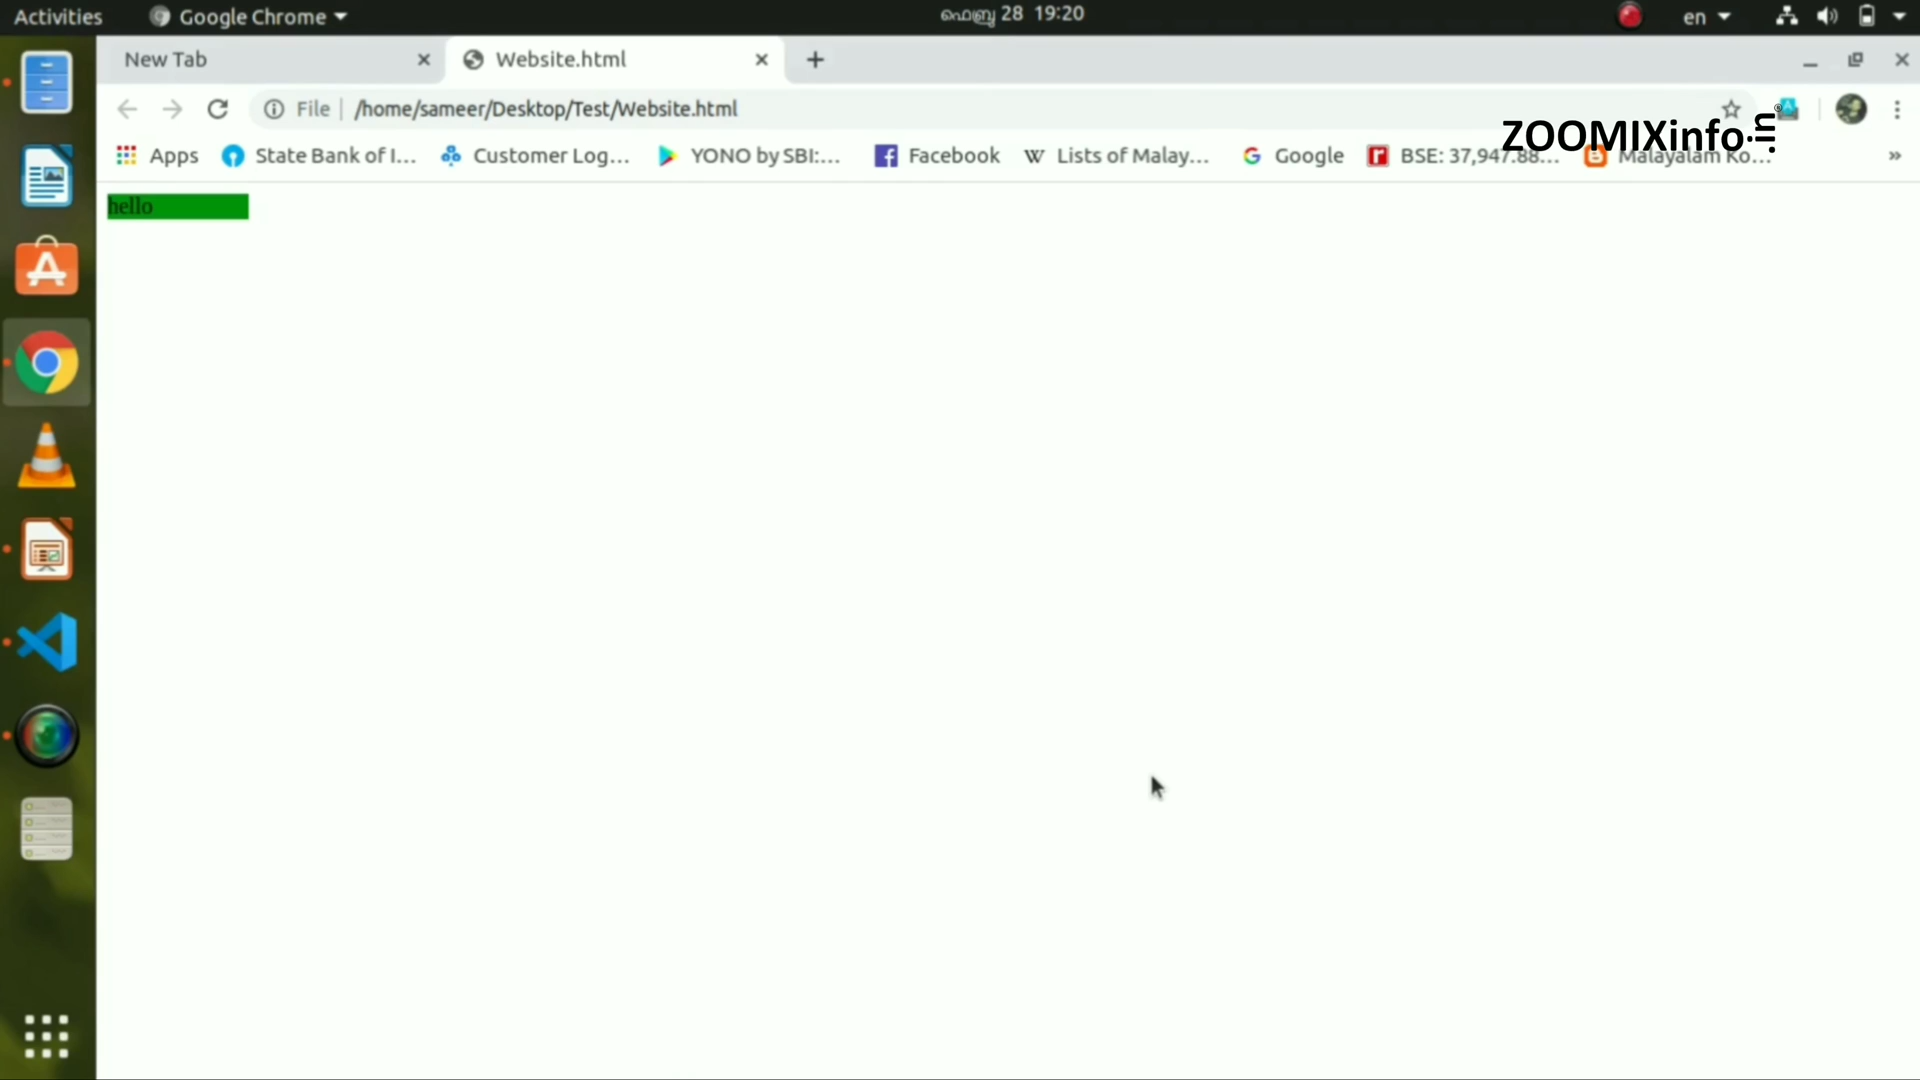 Activities Google Chrome ഫെബ്രു 28 19:20 en
New Tab Website.html
File /home/sameer/Desktop/Test/Website.html
ZOOMIXinfo.in
Apps State Bank of I... Customer Log... YONO by SBI:... Facebook Lists of Malay... Google BSE: 37,947.88... Malayalam Ko...
hello